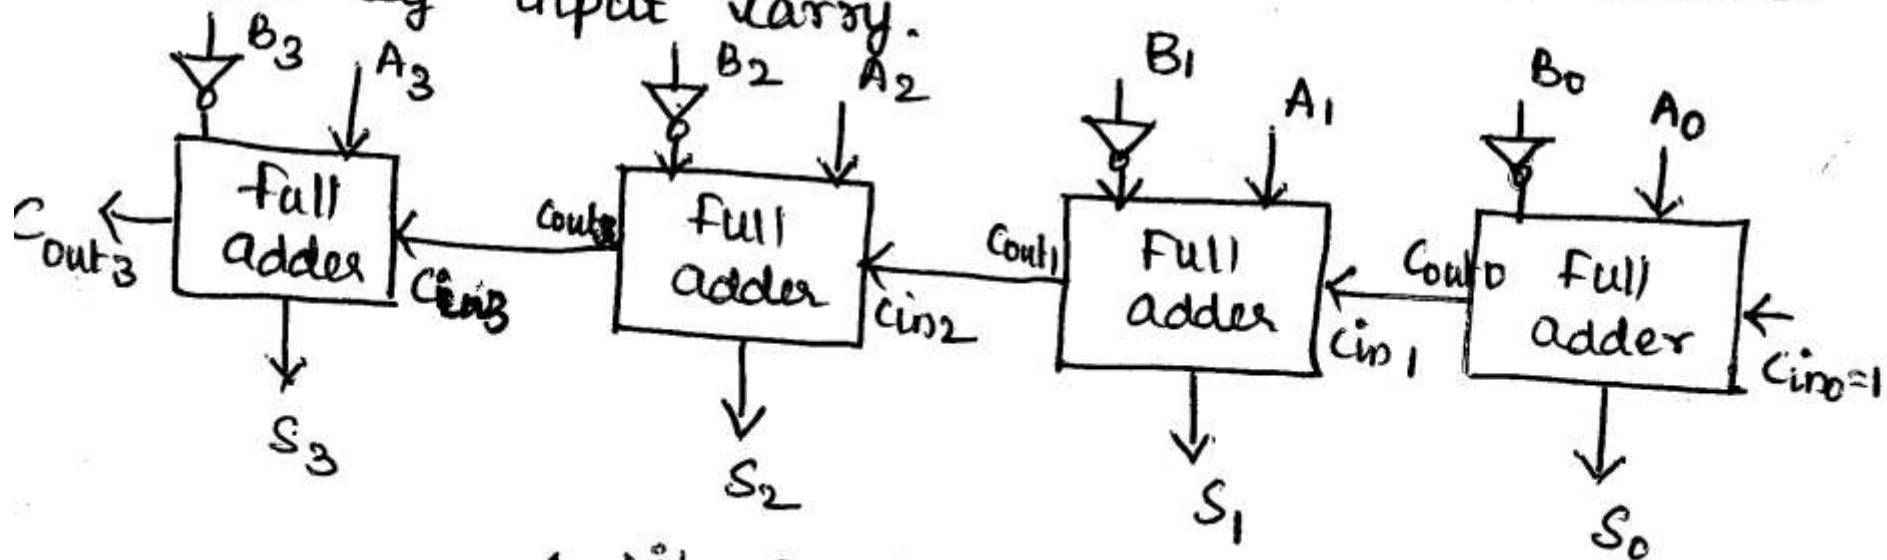 input carry.
B3 A3 B2 A2 B1 A1 B0 A0
Full adder Full adder Full adder Full adder
Cout3 Cin3 Cin2 Cout1 Cin1 Cout0 Cin0=1
S3 S2 S1 S0